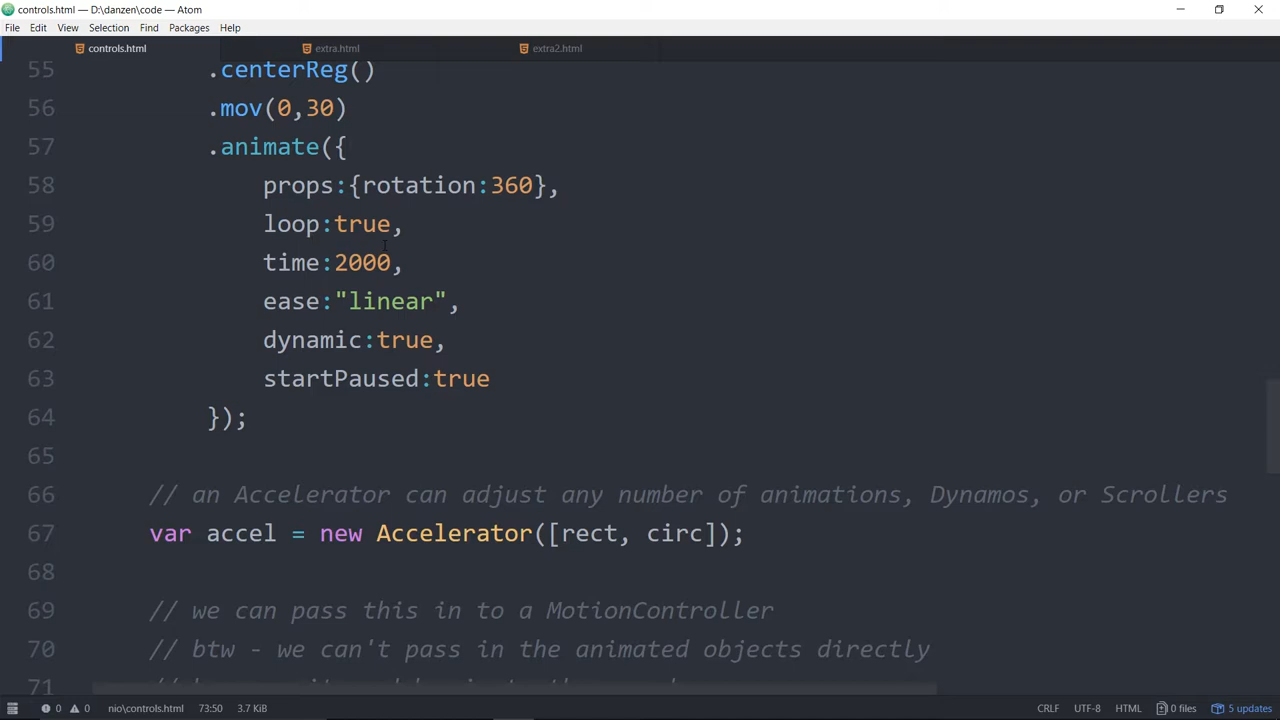 controls.html — D:\danzen\code — Atom
File Edit View Selection Find Packages Help
controls.html extra.html extra2.html
55 .centerReg()
56 .mov(0,30)
57 .animate({
58 props:{rotation:360},
59 loop:true,
60 time:2000,
61 ease:"linear",
62 dynamic:true,
63 startPaused:true
64 });
65
66 // an Accelerator can adjust any number of animations, Dynamos, or Scrollers
67 var accel = new Accelerator([rect, circ]);
68
69 // we can pass this in to a MotionController
70 // btw - we can't pass in the animated objects directly
71
0 0 nio\controls.html 73:50 3.7 KiB CRLF UTF-8 HTML 0 files 5 updates